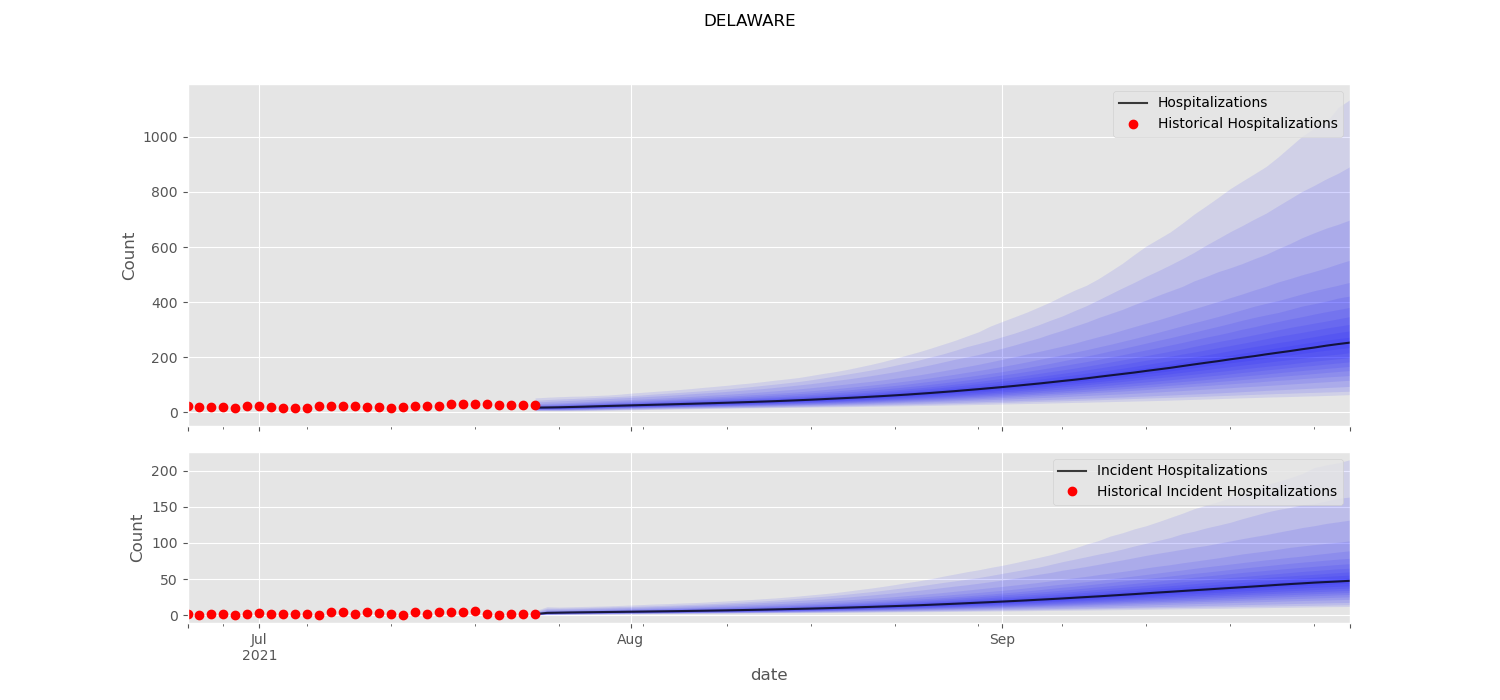 DELAWARE
Hospitalizations
Historical Hospitalizations
1000
800
600
400
200
0
Count
Incident Hospitalizations
Historical Incident Hospitalizations
200
150
100
50
0
Count
Jul
2021
Aug
Sep
date